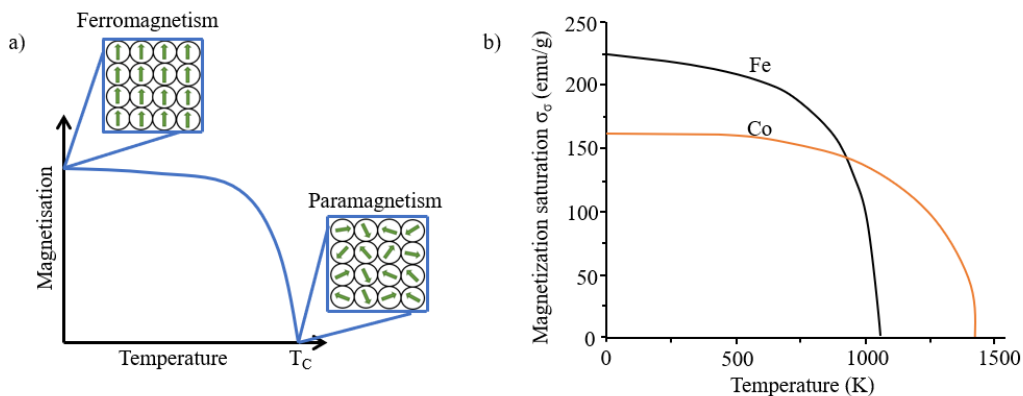 a)
Ferromagnetism
Magnetisation
Paramagnetism
Temperature
T_C
b)
Magnetization saturation σ_σ (emu/g)
250
200
150
100
50
0
Fe
Co
0
500
1000
1500
Temperature (K)